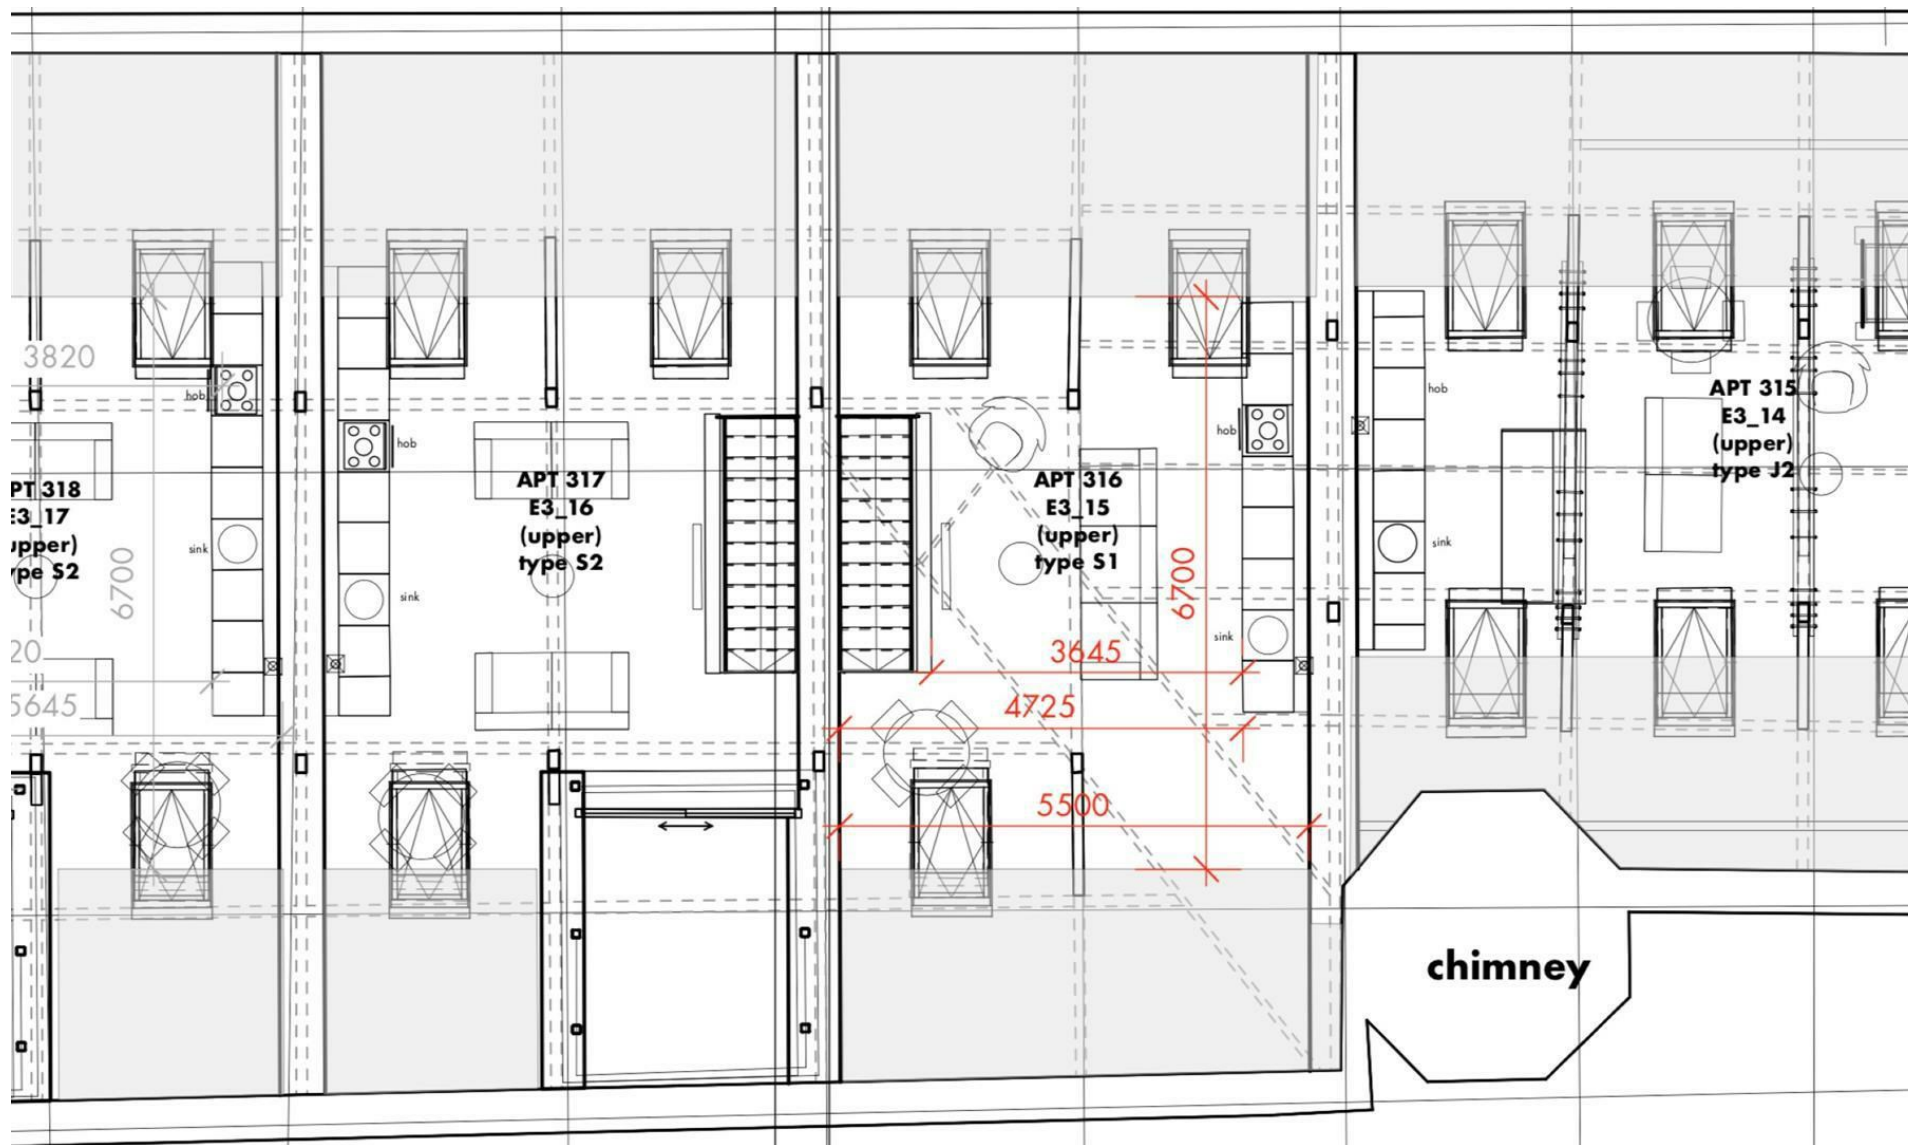 3820
hob
PT 318
E3_17
upper)
ype S2
sink
6700
20
5645
hob
APT 317
E3_16
(upper)
type S2
sink
APT 316
E3_15
(upper)
type S1
hob
sink
6700
3645
4725
5500
hob
APT 315
E3_14
(upper)
type J2
sink
chimney